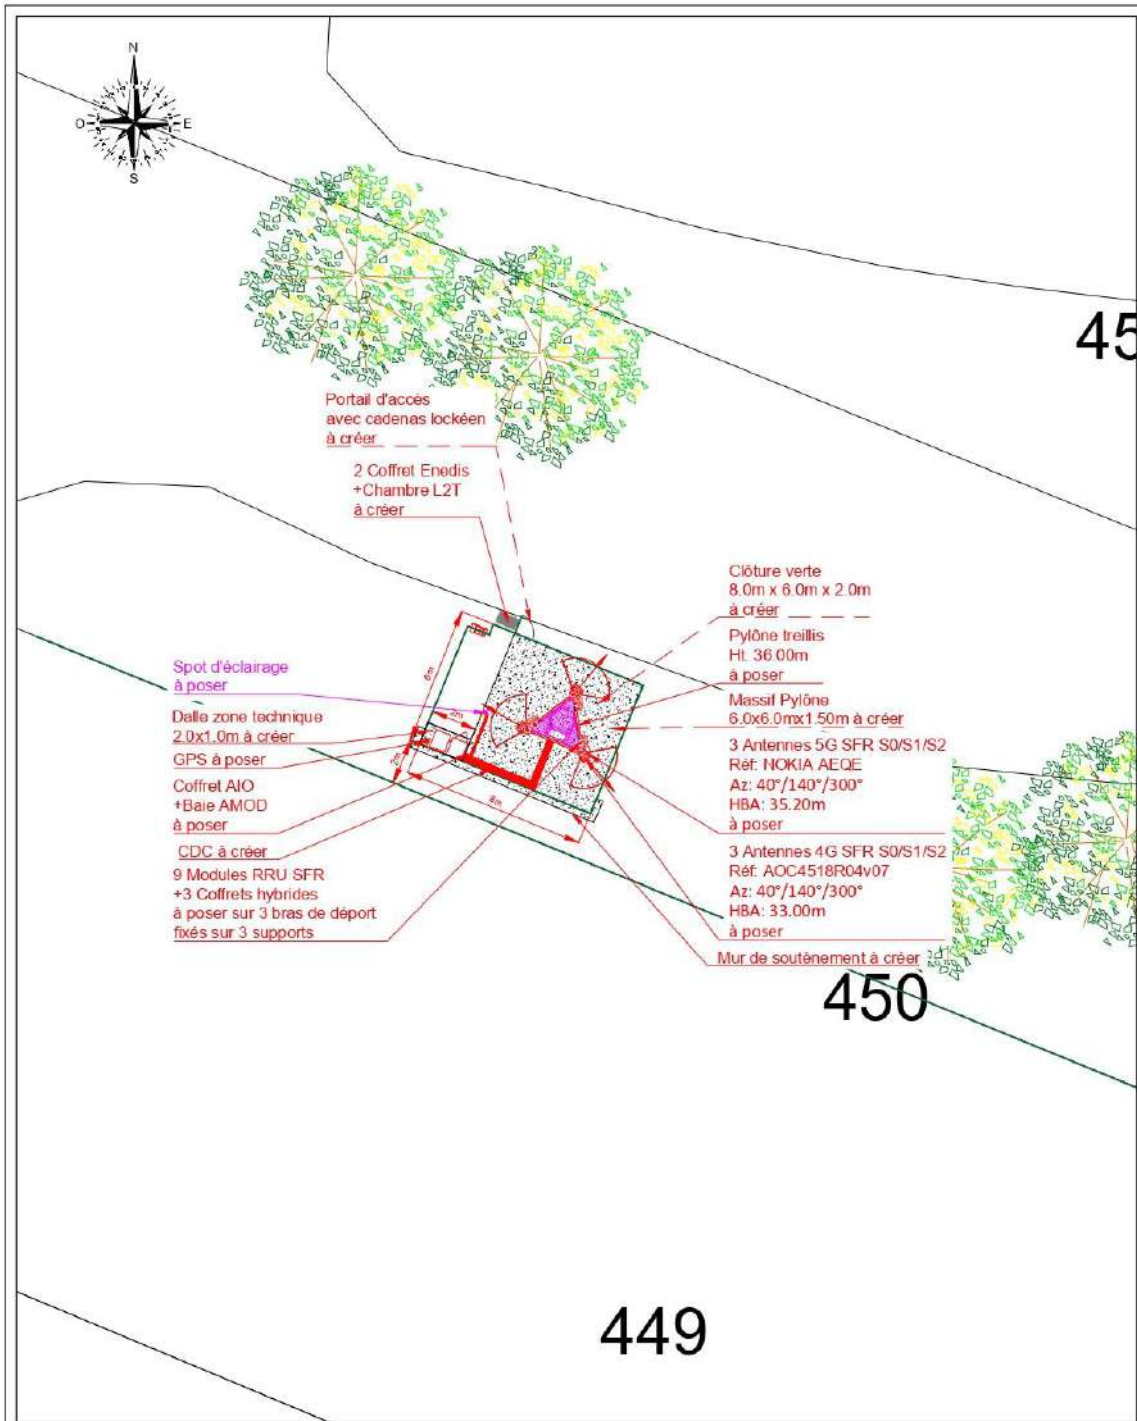 N
O
E
S
45
Portail d'accès
avec cadenas lockéen
à créer
2 Coffret Enedis
+Chambre L2T
à créer
Clôture verte
8.0m x 6.0m x 2.0m
à créer
Pylône treillis
Ht. 36.00m
à poser
Massif Pylône
6.0x6.0mx1.50m à créer
3 Antennes 5G SFR S0/S1/S2
Réf: NOKIA AEQE
Az: 40°/140°/300°
HBA: 35.20m
à poser
3 Antennes 4G SFR S0/S1/S2
Réf: AOC4518R04v07
Az: 40°/140°/300°
HBA: 33.00m
à poser
Mur de soutènement à créer
Spot d'éclairage
à poser
Dalle zone technique
2.0x1.0m à créer
GPS à poser
Coffret AIO
+Baie AMOD
à poser
CDC à créer
9 Modules RRU SFR
+3 Coffrets hybrides
à poser sur 3 bras de déport
fixés sur 3 supports
2m
2m
8m
450
449